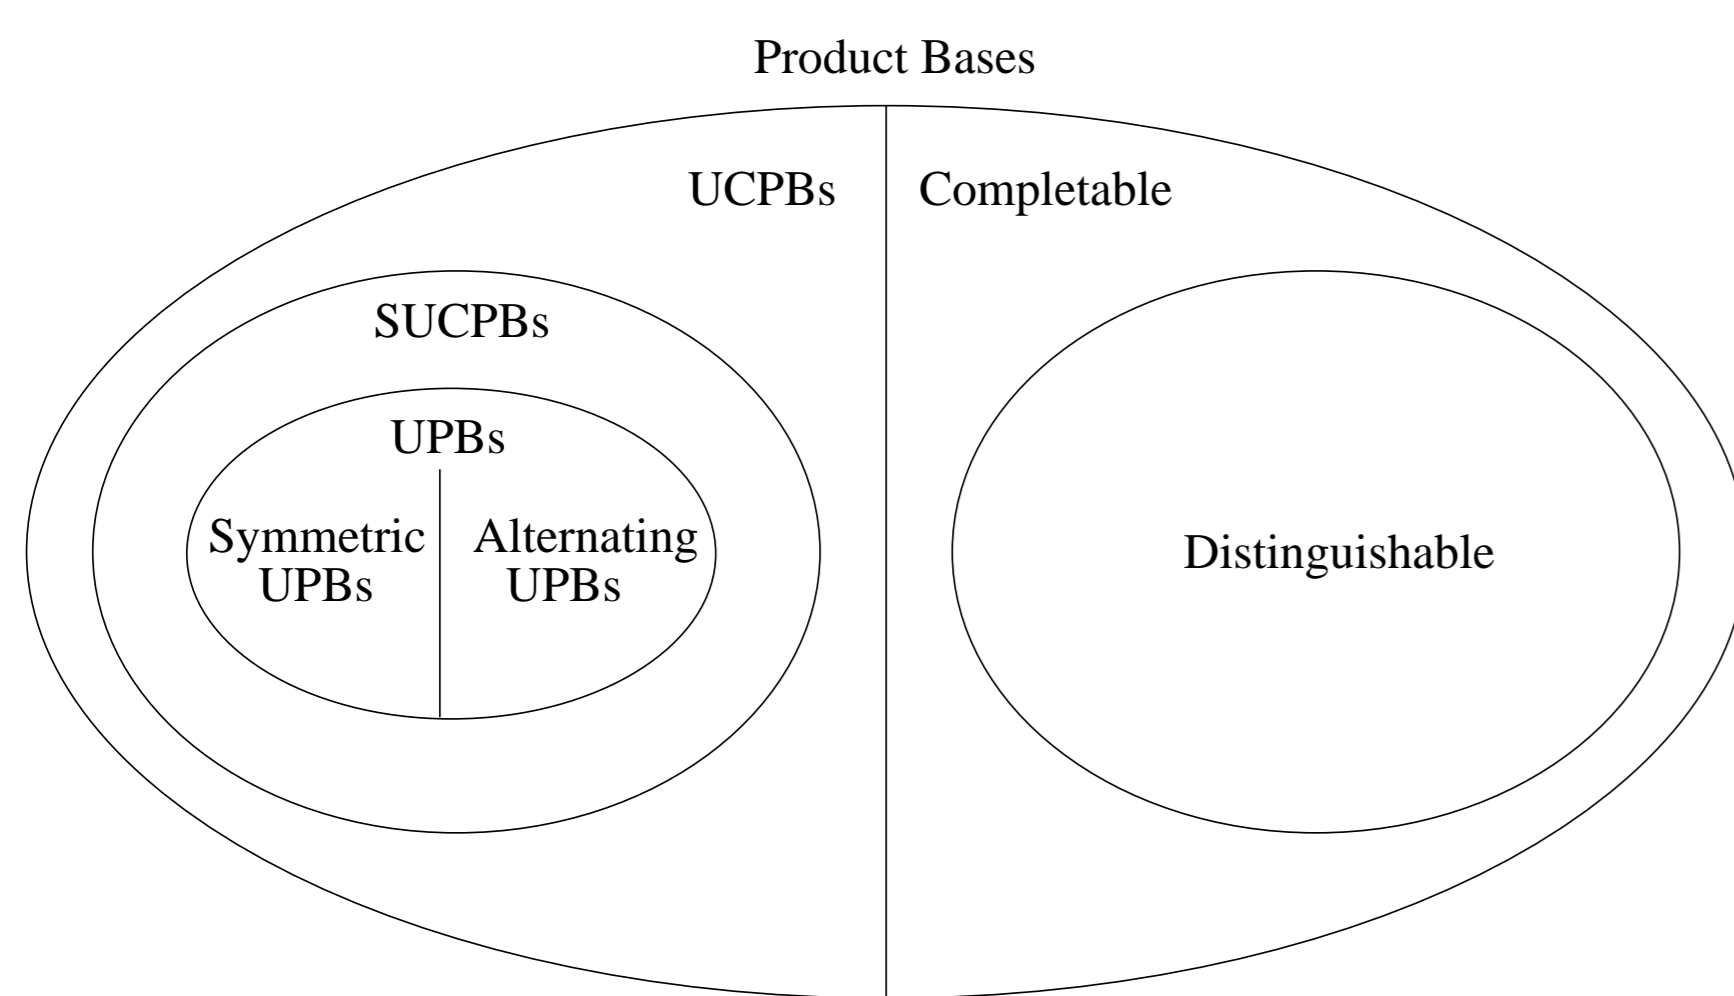 Product Bases
UCPBs
Completable
SUCPBs
UPBs
Symmetric
UPBs
Alternating
UPBs
Distinguishable